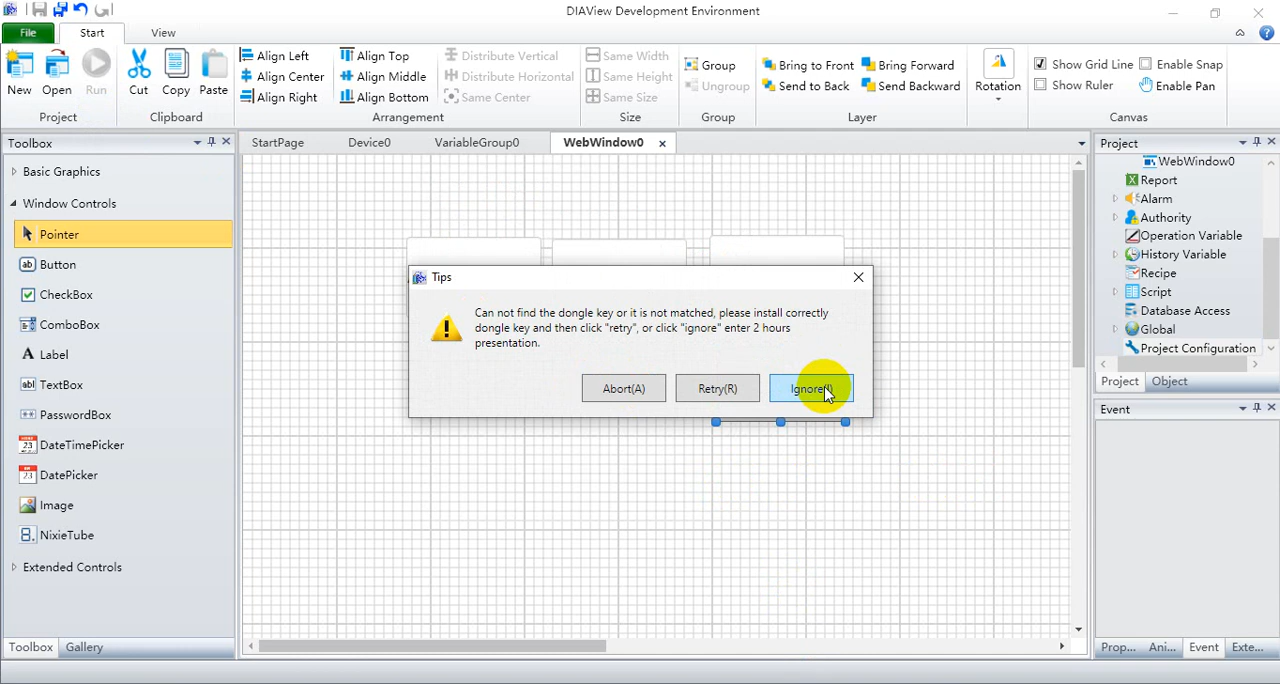 DIAView Development Environment
File
Start
View
New
Open
Run
Project
Cut
Copy
Paste
Clipboard
Align Left
Align Center
Align Right
Align Top
Align Middle
Align Bottom
Distribute Vertical
Distribute Horizontal
Same Center
Arrangement
Same Width
Same Height
Same Size
Size
Group
Ungroup
Group
Bring to Front
Send to Back
Bring Forward
Send Backward
Layer
Rotation
Show Grid Line
Show Ruler
Enable Snap
Enable Pan
Canvas
Toolbox
Basic Graphics
Window Controls
Pointer
Button
CheckBox
ComboBox
Label
TextBox
PasswordBox
DateTimePicker
DatePicker
Image
NixieTube
Extended Controls
Toolbox
Gallery
StartPage
Device0
VariableGroup0
WebWindow0
Tips
Can not find the dongle key or it is not matched, please install correctly
dongle key and then click "retry", or click "ignore" enter 2 hours
presentation.
Abort(A)
Retry(R)
Ignore(I)
Project
WebWindow0
Report
Alarm
Authority
Operation Variable
History Variable
Recipe
Script
Database Access
Global
Project Configuration
Project
Object
Event
Prop...
Ani...
Event
Exte...